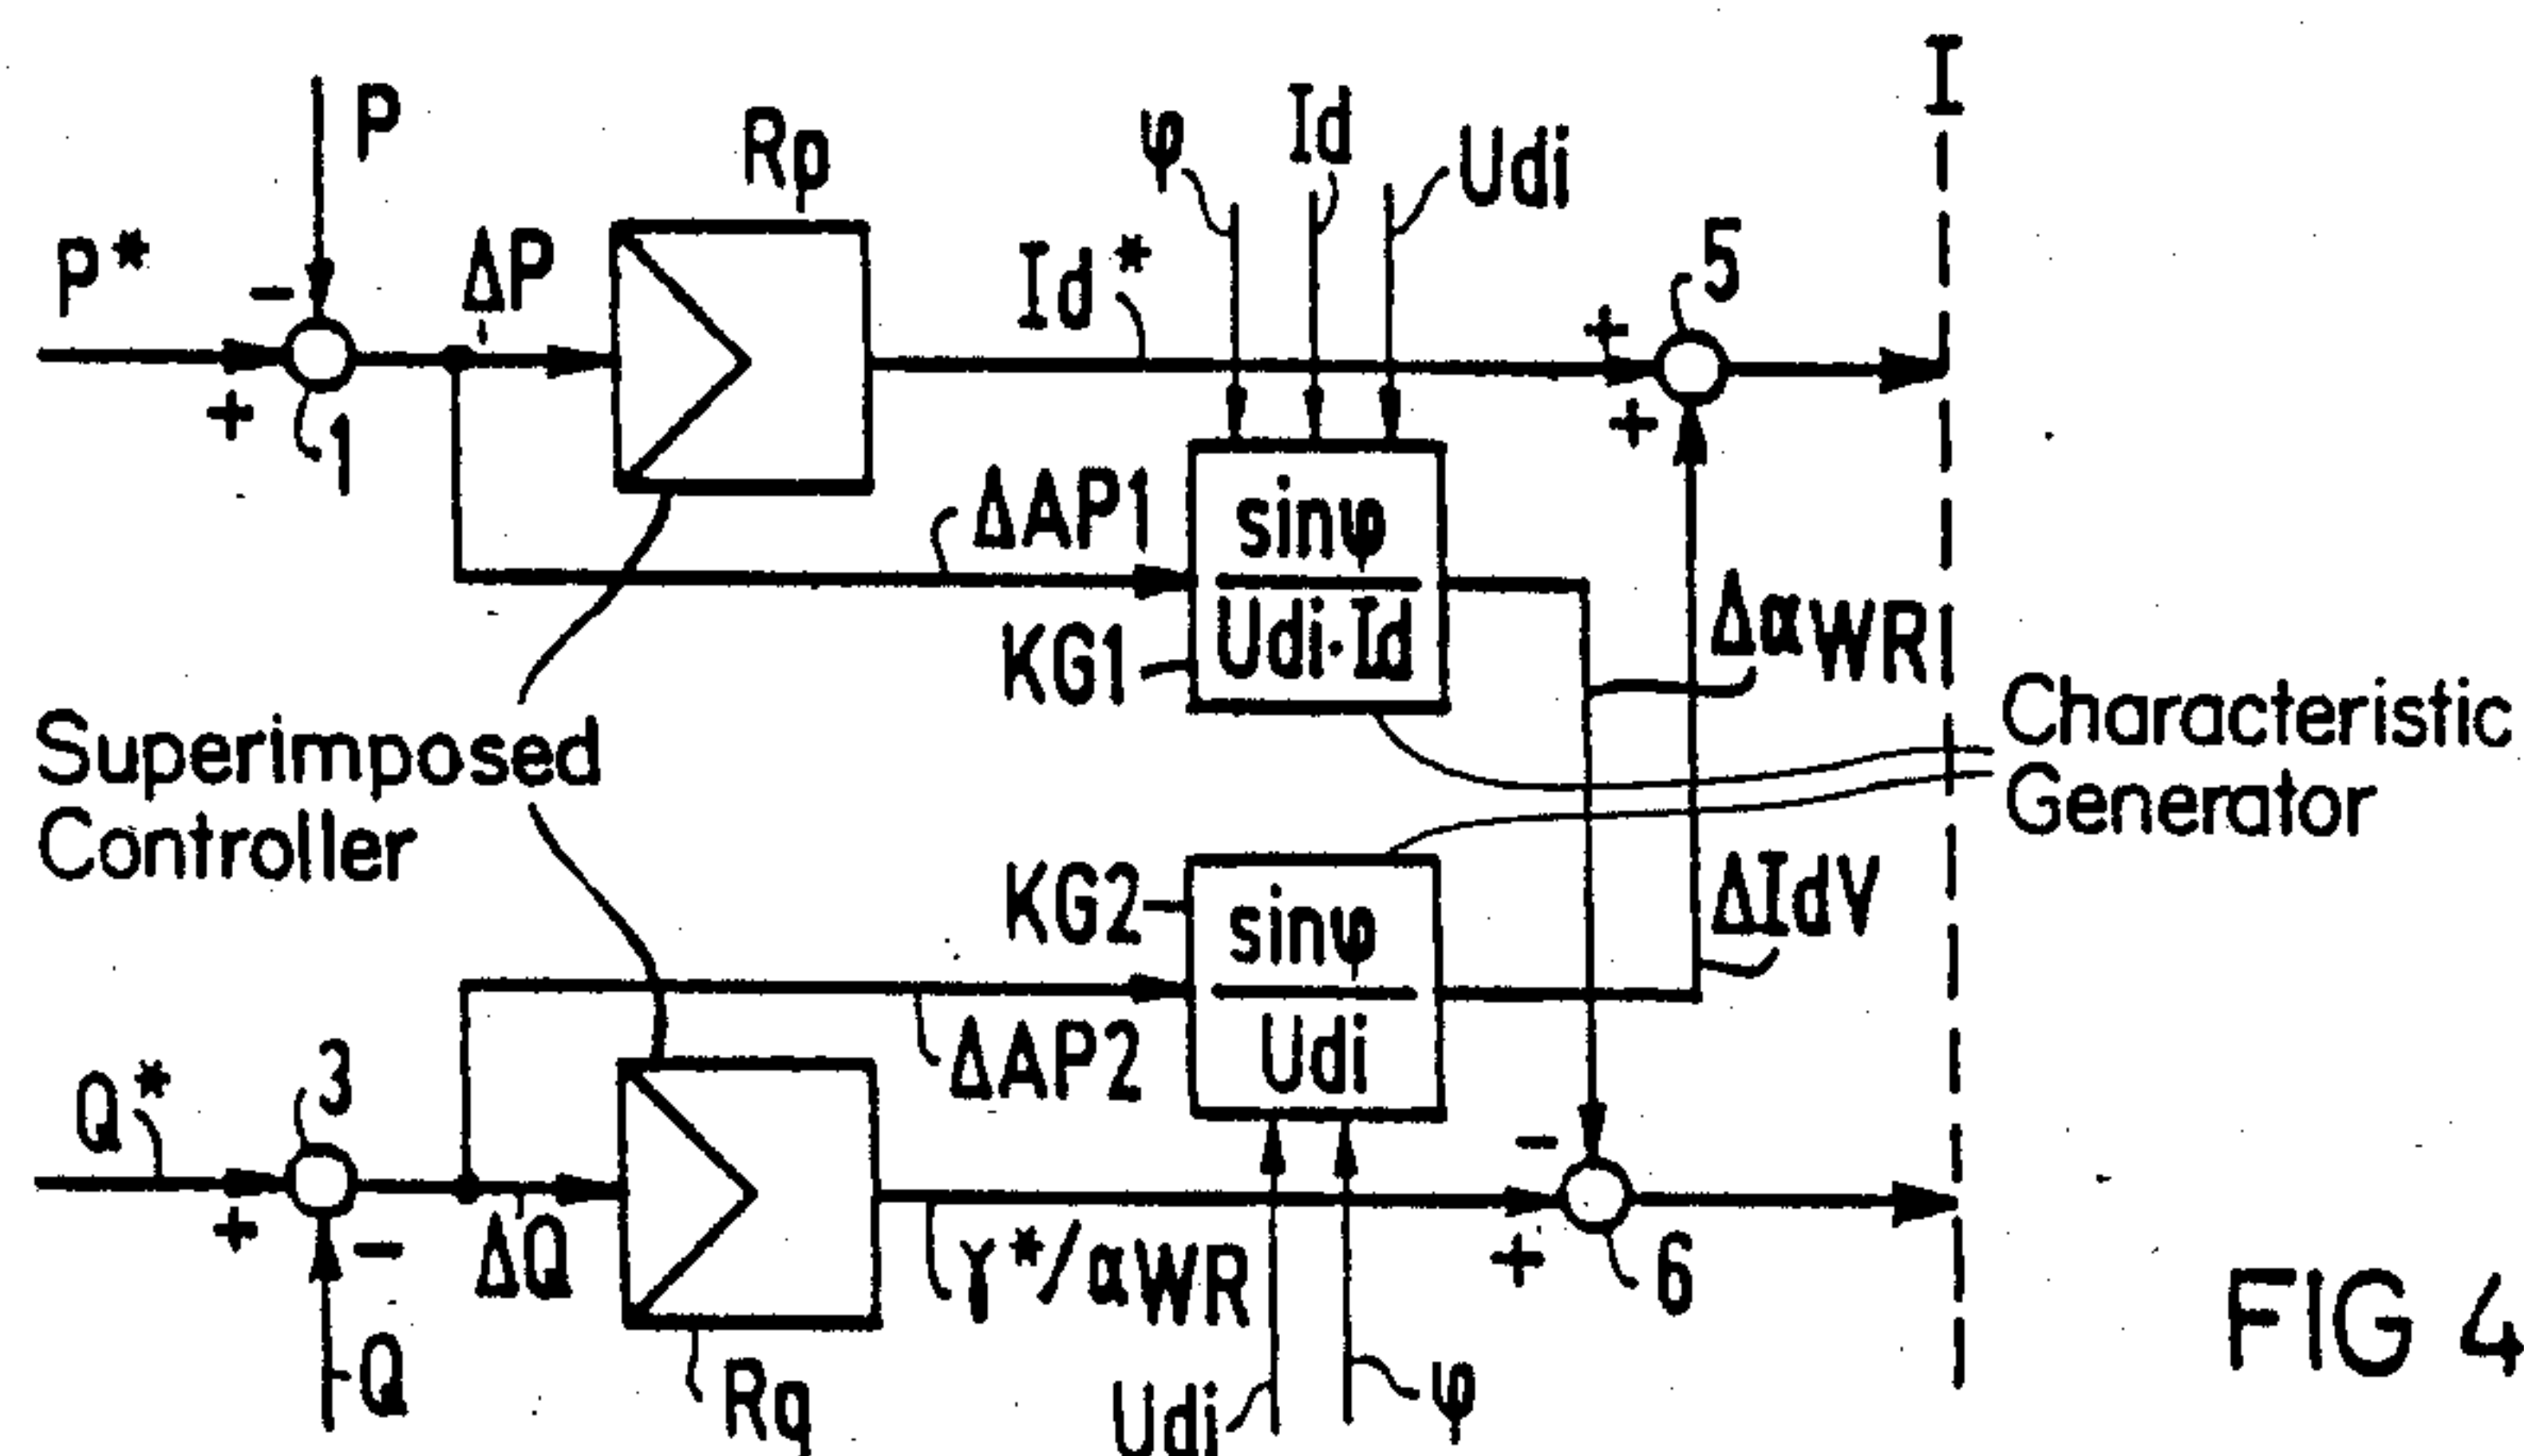 I
P
Rp
φ
Id
Udi
P*
-
ΔP
Id*
5
+
+
1
+
ΔAP1
sinφ
Udi·Id
KG1
ΔαWR
Superimposed
Controller
Characteristic
Generator
KG2
sinφ
Udi
ΔIdV
ΔAP2
Q*
3
-
+
-
ΔQ
γ*/αWR
+
6
Q
Rq
Udi
φ
FIG 4